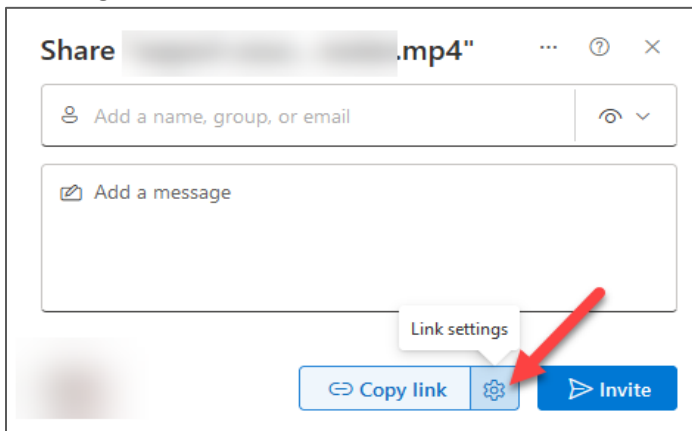 Share .mp4"
Add a name, group, or email
Add a message
Link settings
Copy link
Invite